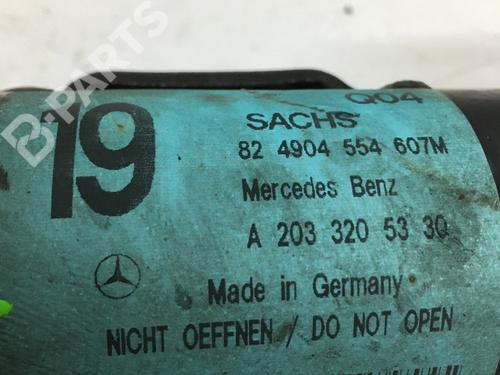 B-PARTS
19
Q04
SACHS
82 4904 554 607M
Mercedes Benz
A 203 320 53 30
Made in Germany
NICHT OEFFNEN / DO NOT OPEN